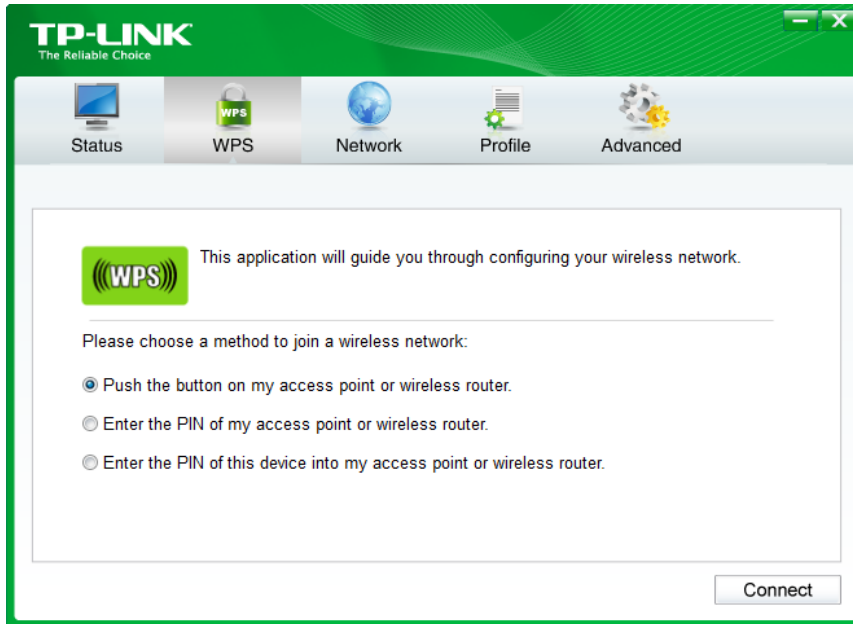 TP-LINK
The Reliable Choice
Status WPS Network Profile Advanced
WPS
(((WPS))) This application will guide you through configuring your wireless network.
Please choose a method to join a wireless network:
Push the button on my access point or wireless router.
Enter the PIN of my access point or wireless router.
Enter the PIN of this device into my access point or wireless router.
Connect